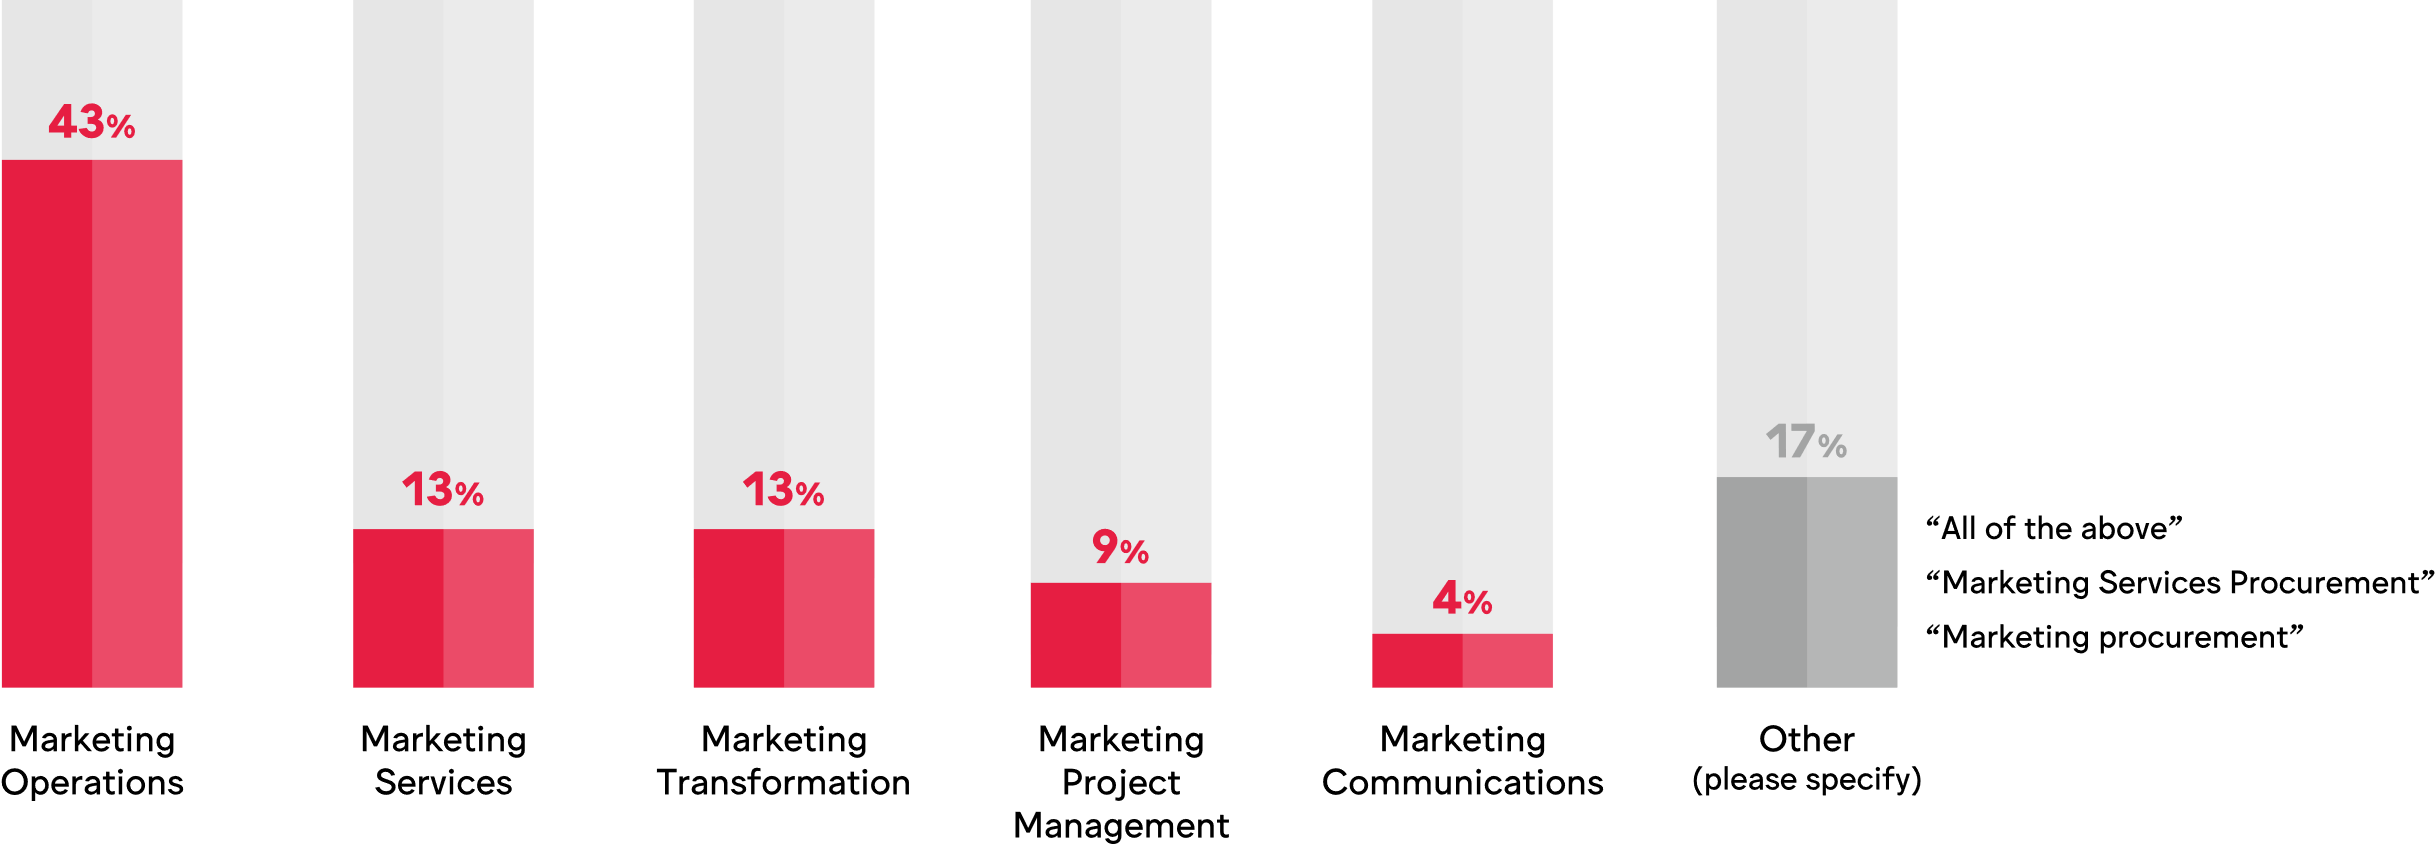 43%
13%
13%
9%
4%
17%
“All of the above”
“Marketing Services Procurement”
“Marketing procurement”
Marketing
Operations
Marketing
Services
Marketing
Transformation
Marketing
Project
Management
Marketing
Communications
Other
(please specify)